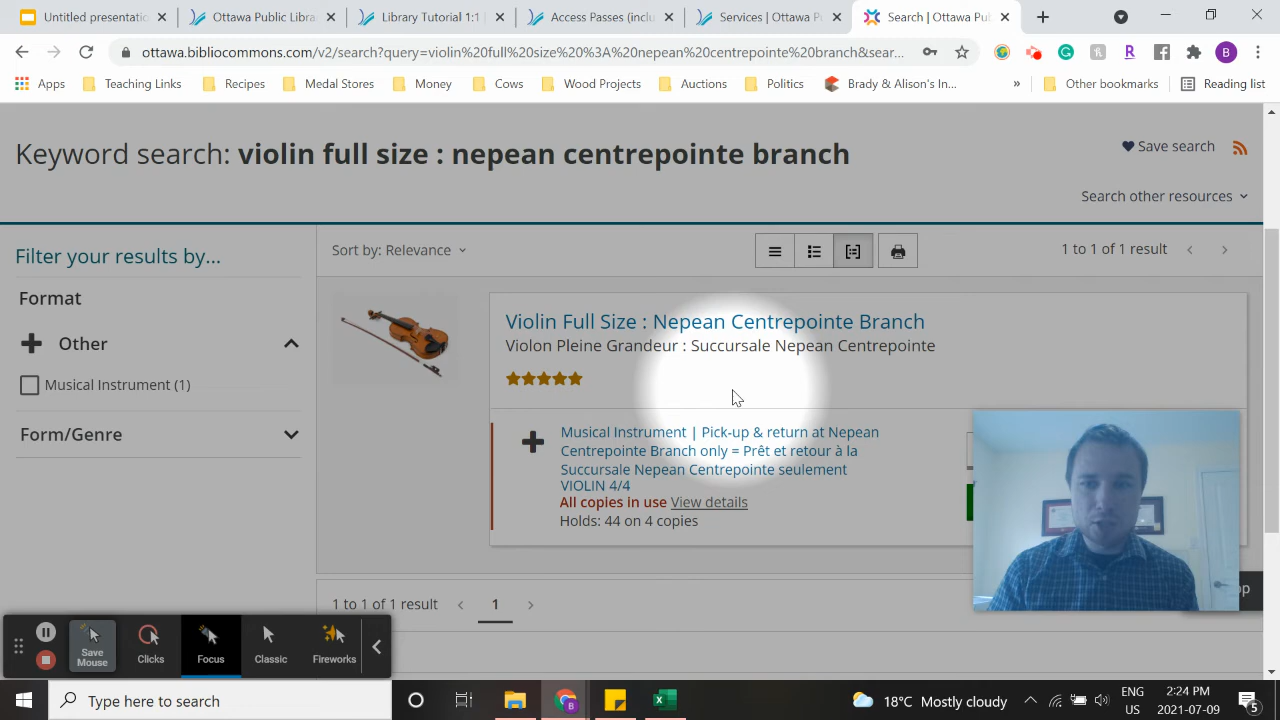 Untitled presentation
Ottawa Public Librar
Library Tutorial 1:1
Access Passes (inclu
Services | Ottawa Pu
Search | Ottawa Pub
ottawa.bibliocommons.com/v2/search?query=violin%20full%20size%20%3A%20nepean%20centrepointe%20branch&sear...
Apps
Teaching Links
Recipes
Medal Stores
Money
Cows
Wood Projects
Auctions
Politics
Brady & Alison's In...
»
Other bookmarks
Reading list
Keyword search: violin full size : nepean centrepointe branch
Save search
Search other resources
Filter your results by...
Sort by: Relevance
1 to 1 of 1 result
Format
Other
Musical Instrument (1)
Form/Genre
Violin Full Size : Nepean Centrepointe Branch
Violon Pleine Grandeur : Succursale Nepean Centrepointe
Musical Instrument | Pick-up & return at Nepean
Centrepointe Branch only = Prêt et retour à la
Succursale Nepean Centrepointe seulement
VIOLIN 4/4
All copies in use View details
Holds: 44 on 4 copies
1 to 1 of 1 result
1
Save
Mouse
Clicks
Focus
Classic
Fireworks
Type here to search
18°C Mostly cloudy
ENG
US
2:24 PM
2021-07-09
5